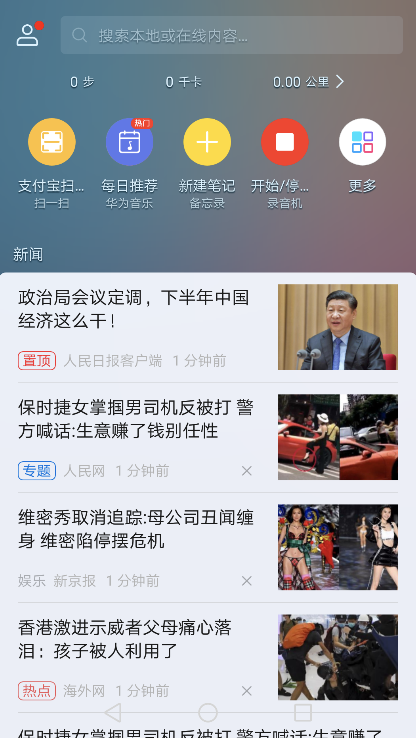 搜索本地或在线内容...
0 步 0 千卡 0.00 公里
热门
支付宝扫... 每日推荐 新建笔记 开始/停... 更多
扫一扫 华为音乐 备忘录 录音机
新闻
政治局会议定调，下半年中国
经济这么干！
置顶 人民日报客户端 1 分钟前
保时捷女掌掴男司机反被打 警
方喊话:生意赚了钱别任性
专题 人民网 1 分钟前
维密秀取消追踪:母公司丑闻缠
身 维密陷停摆危机
娱乐 新京报 1 分钟前
香港激进示威者父母痛心落
泪：孩子被人利用了
热点 海外网 1 分钟前
保时捷女掌掴男司机反被打 警方喊话:生意赚了